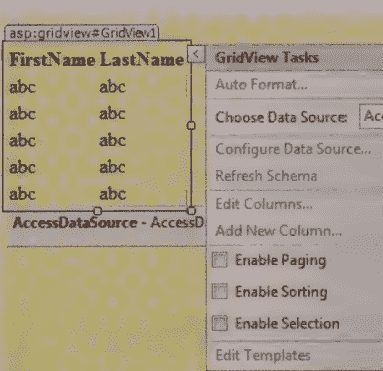 asp:gridview#GridView1
FirstName LastName
abc abc
abc abc
abc abc
abc abc
abc abc
AccessDataSource - AccessD
GridView Tasks
Auto Format...
Choose Data Source: Acc
Configure Data Source...
Refresh Schema
Edit Columns...
Add New Column...
Enable Paging
Enable Sorting
Enable Selection
Edit Templates